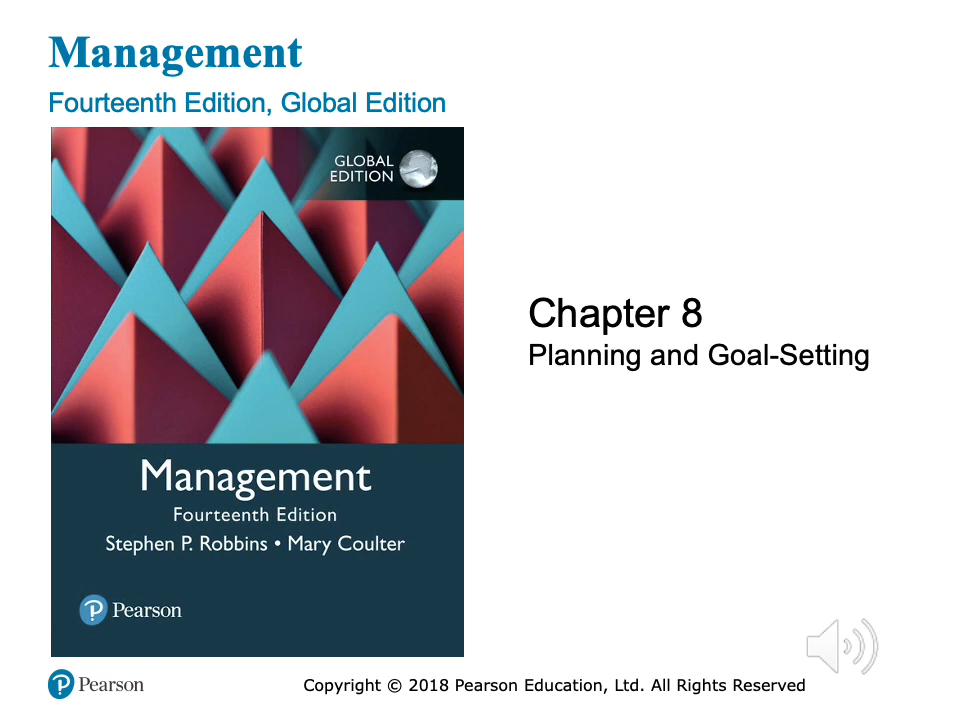 Management
Fourteenth Edition, Global Edition
GLOBAL
EDITION
Chapter 8
Planning and Goal-Setting
Management
Fourteenth Edition
Stephen P. Robbins • Mary Coulter
Pearson
Pearson
Copyright © 2018 Pearson Education, Ltd. All Rights Reserved